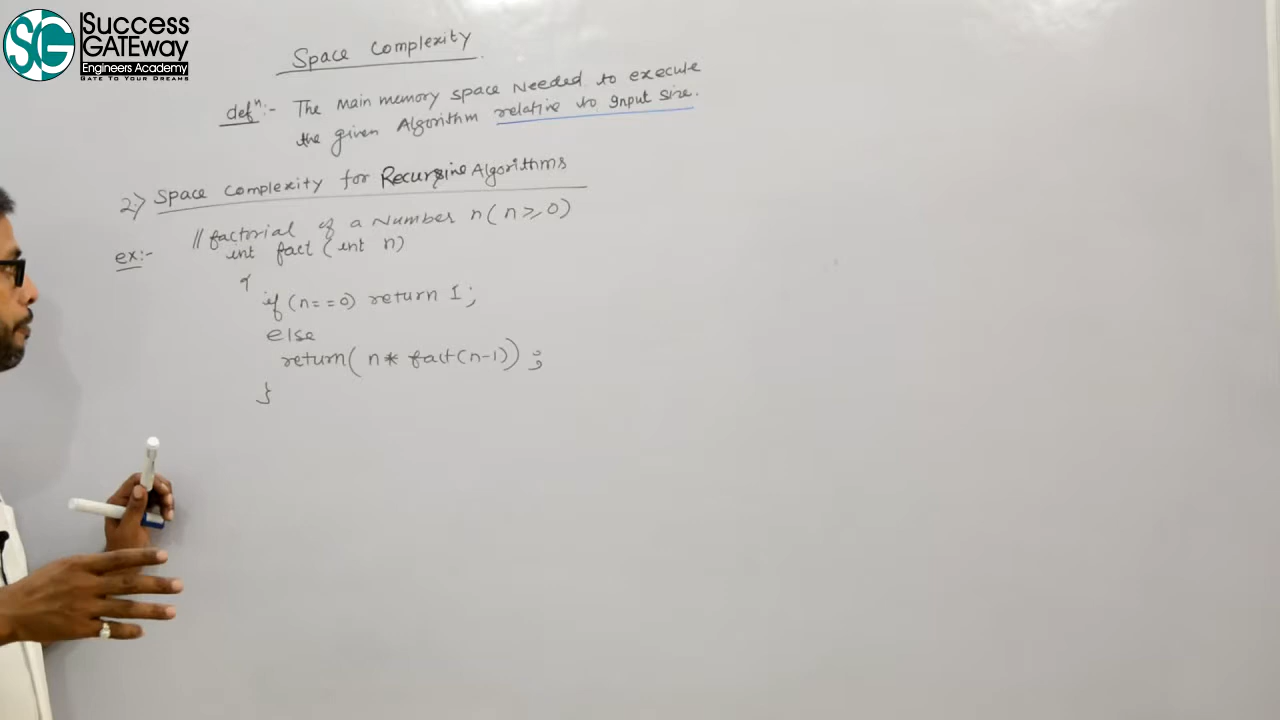 Success
GATEway
Engineers Academy
GATE TO YOUR DREAMS
Space Complexity
defⁿ:- The Main memory space Needed to execute
the given Algorithm relative to Input size.
2.) Space Complexity for Recursive Algorithms
ex:- // factorial of a Number n(n≥0)
int fact (int n)
{
if (n==0) return 1;
else
return( n* fact(n-1)) ;
}